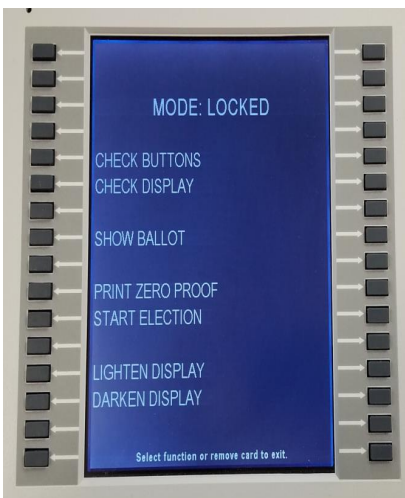 MODE: LOCKED
CHECK BUTTONS
CHECK DISPLAY
SHOW BALLOT
PRINT ZERO PROOF
START ELECTION
LIGHTEN DISPLAY
DARKEN DISPLAY
Select function or remove card to exit.